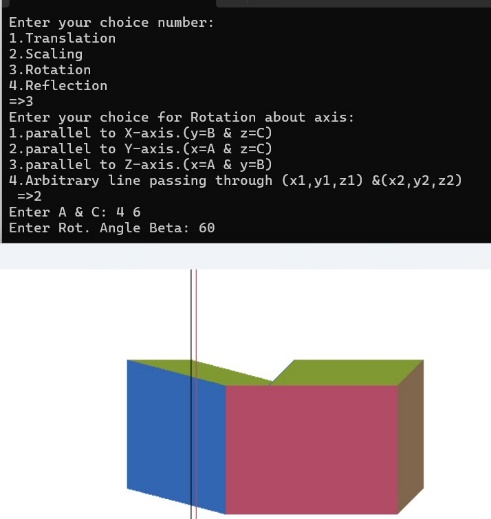 Enter your choice number:
1.Translation
2.Scaling
3.Rotation
4.Reflection
=>3
Enter your choice for Rotation about axis:
1.parallel to X-axis.(y=B & z=C)
2.parallel to Y-axis.(x=A & z=C)
3.parallel to Z-axis.(x=A & y=B)
4.Arbitrary line passing through (x1,y1,z1) &(x2,y2,z2)
=>2
Enter A & C: 4 6
Enter Rot. Angle Beta: 60